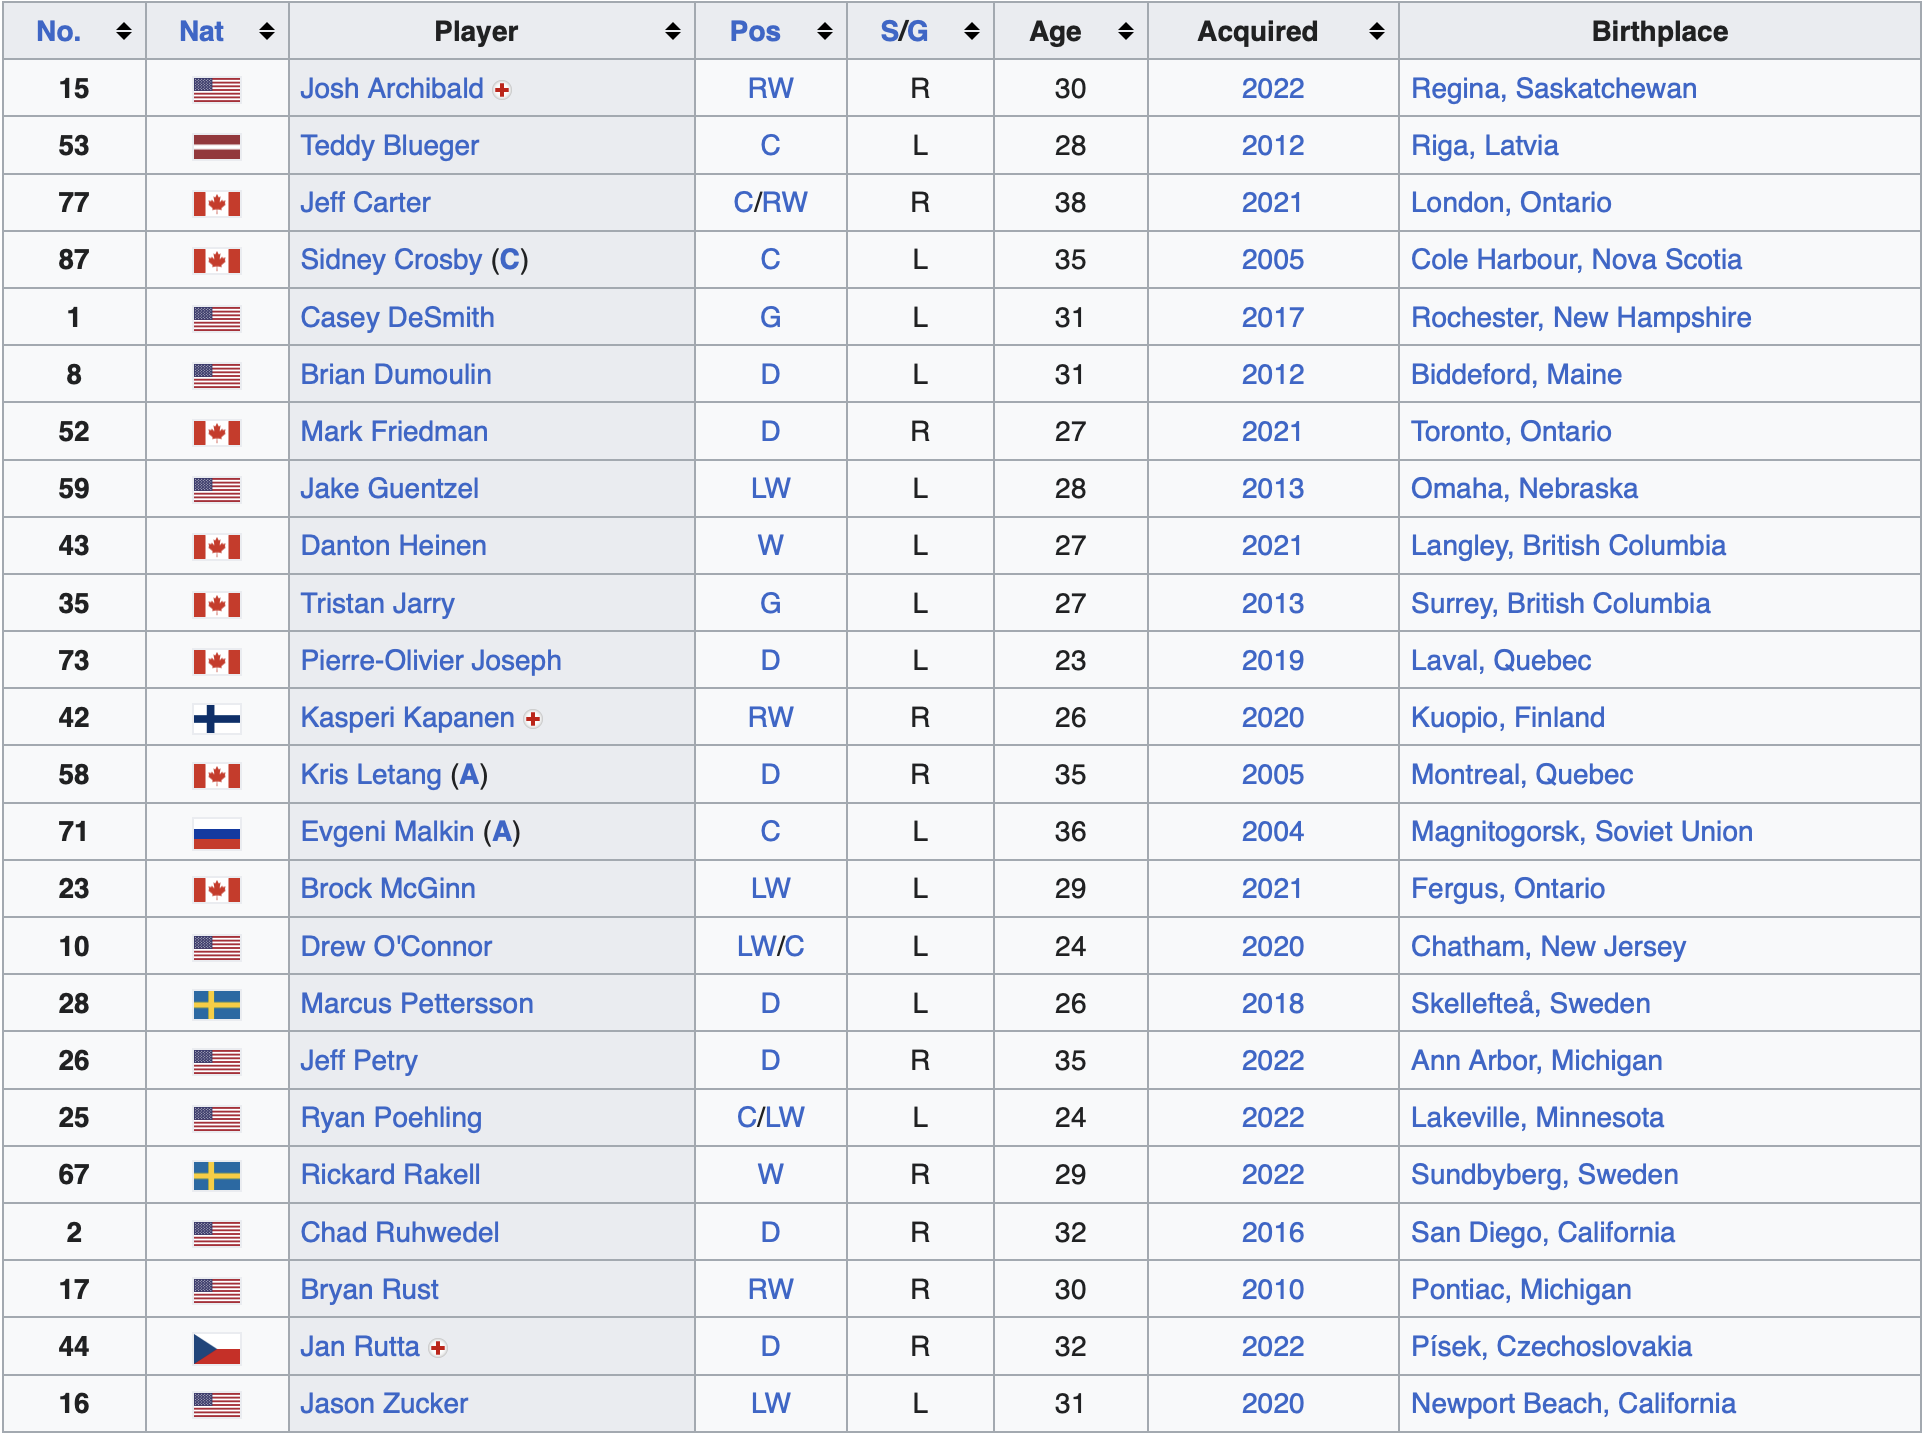 No. Nat Player Pos S/G Age Acquired Birthplace
15 Josh Archibald RW R 30 2022 Regina, Saskatchewan
53 Teddy Blueger C L 28 2012 Riga, Latvia
77 Jeff Carter C/RW R 38 2021 London, Ontario
87 Sidney Crosby (C) C L 35 2005 Cole Harbour, Nova Scotia
1 Casey DeSmith G L 31 2017 Rochester, New Hampshire
8 Brian Dumoulin D L 31 2012 Biddeford, Maine
52 Mark Friedman D R 27 2021 Toronto, Ontario
59 Jake Guentzel LW L 28 2013 Omaha, Nebraska
43 Danton Heinen W L 27 2021 Langley, British Columbia
35 Tristan Jarry G L 27 2013 Surrey, British Columbia
73 Pierre-Olivier Joseph D L 23 2019 Laval, Quebec
42 Kasperi Kapanen RW R 26 2020 Kuopio, Finland
58 Kris Letang (A) D R 35 2005 Montreal, Quebec
71 Evgeni Malkin (A) C L 36 2004 Magnitogorsk, Soviet Union
23 Brock McGinn LW L 29 2021 Fergus, Ontario
10 Drew O'Connor LW/C L 24 2020 Chatham, New Jersey
28 Marcus Pettersson D L 26 2018 Skellefteå, Sweden
26 Jeff Petry D R 35 2022 Ann Arbor, Michigan
25 Ryan Poehling C/LW L 24 2022 Lakeville, Minnesota
67 Rickard Rakell W R 29 2022 Sundbyberg, Sweden
2 Chad Ruhwedel D R 32 2016 San Diego, California
17 Bryan Rust RW R 30 2010 Pontiac, Michigan
44 Jan Rutta D R 32 2022 Písek, Czechoslovakia
16 Jason Zucker LW L 31 2020 Newport Beach, California